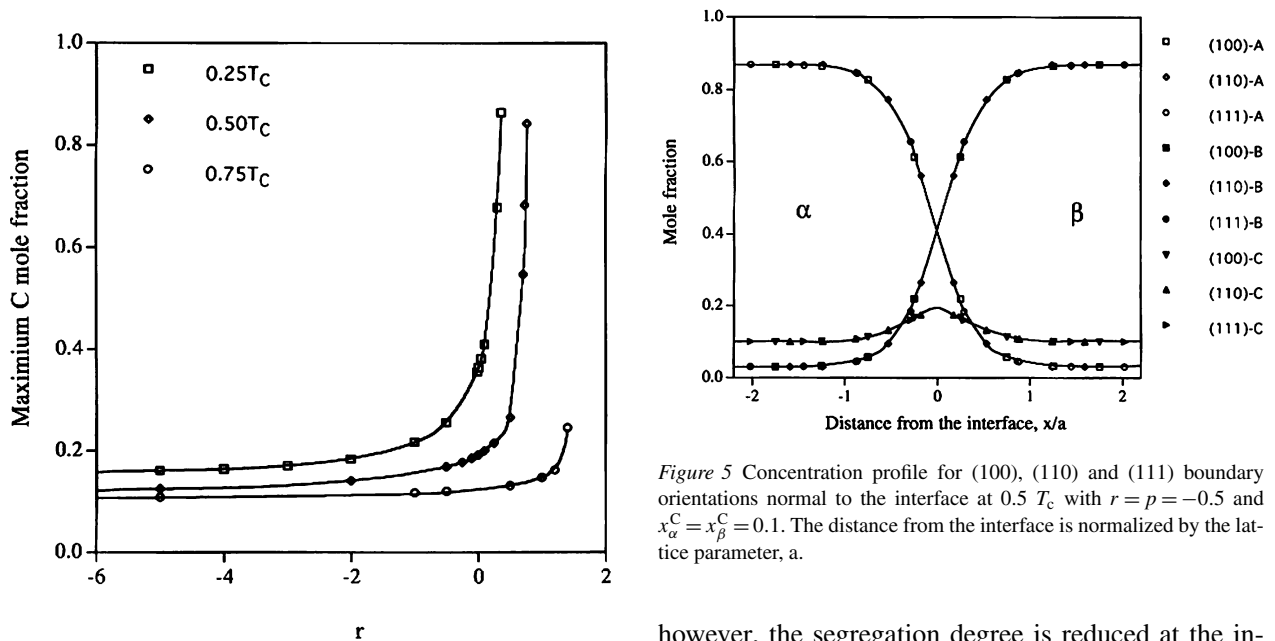 1.0
0.8
0.6
0.4
0.2
0.0
-6
-4
-2
0
2
Maximium C mole fraction
r
0.25T_C
0.50T_C
0.75T_C
1.0
0.8
0.6
0.4
0.2
0.0
-2
-1
0
1
2
Mole fraction
Distance from the interface, x/a
α
β
(100)-A
(110)-A
(111)-A
(100)-B
(110)-B
(111)-B
(100)-C
(110)-C
(111)-C
Figure 5 Concentration profile for (100), (110) and (111) boundary
orientations normal to the interface at 0.5 T_c with r = p = −0.5 and
x_α^C = x_β^C = 0.1. The distance from the interface is normalized by the lat-
tice parameter, a.
however, the segregation degree is reduced at the in-